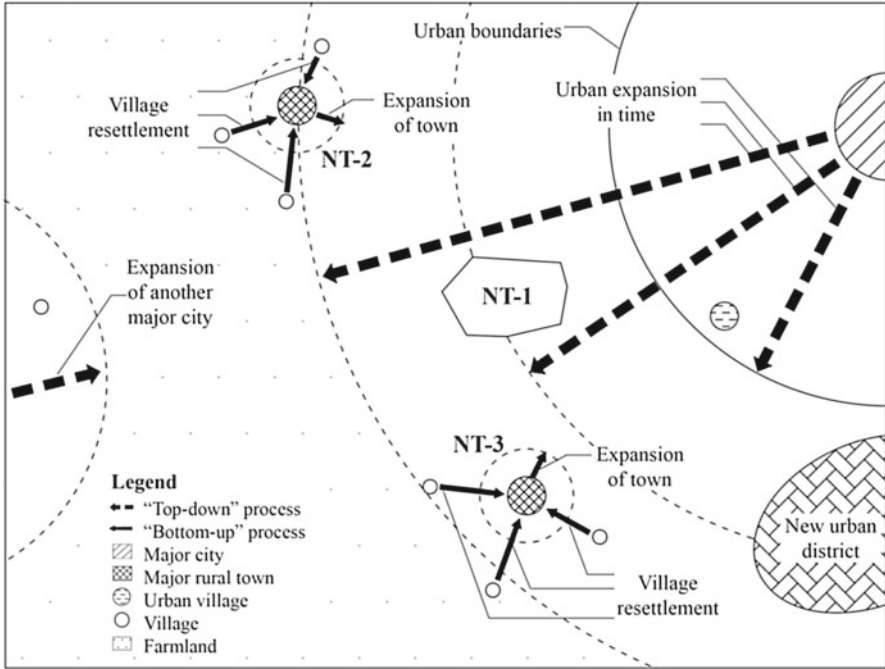 Urban boundaries
Village
resettlement
Expansion
of town
Urban expansion
in time
NT-2
Expansion
of another
major city
NT-1
NT-3
Expansion
of town
Legend
"Top-down" process
"Bottom-up" process
Major city
Major rural town
Urban village
Village
Farmland
New urban
district
Village
resettlement